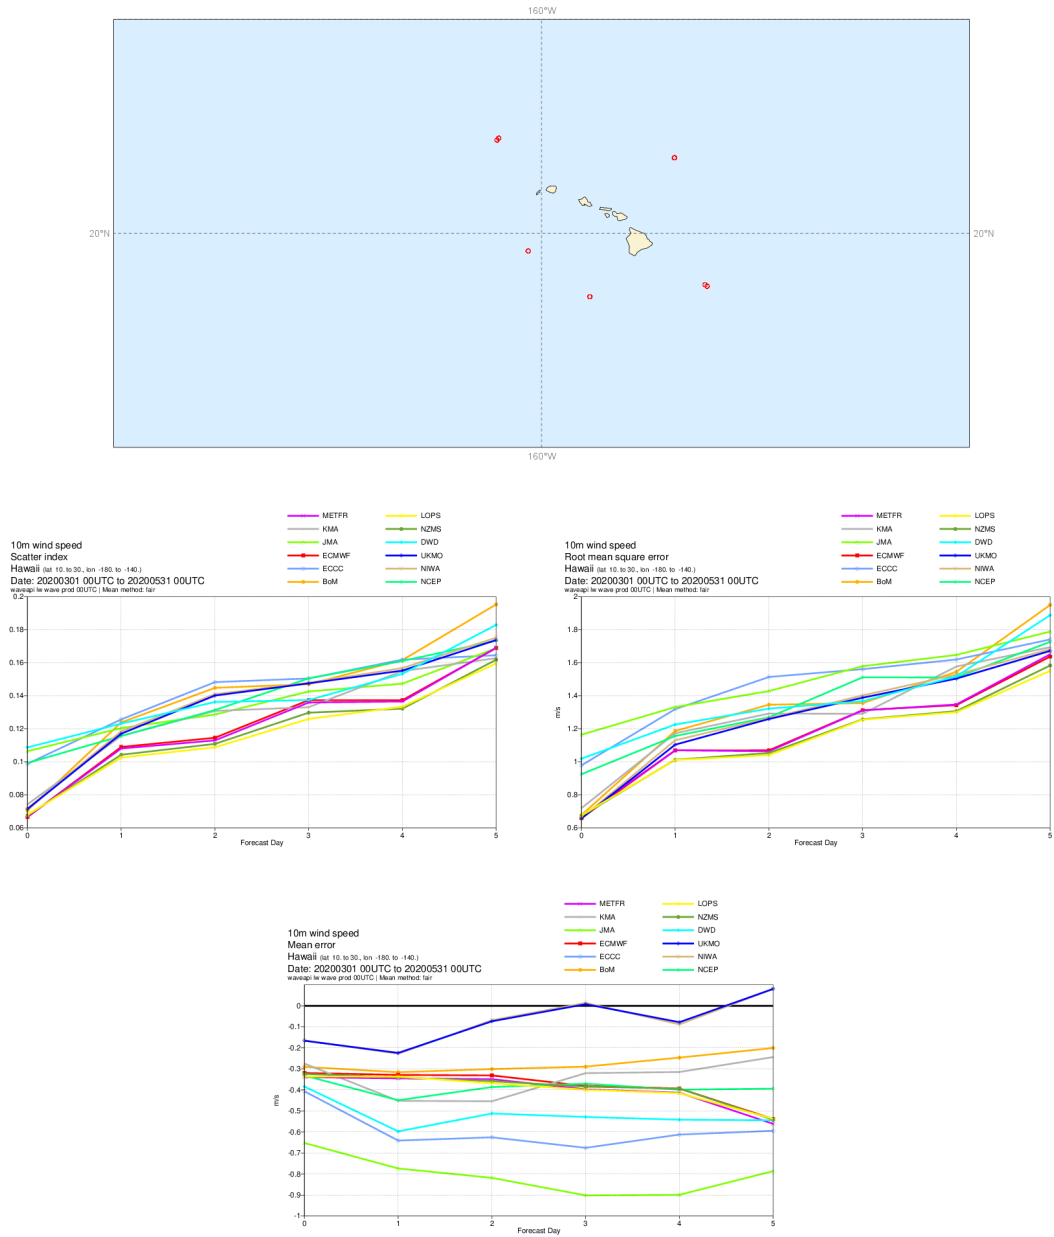 160°W
20°N
20°N
160°W
METFR
LOPS
KMA
NZMS
JMA
DWD
ECMWF
UKMO
ECCC
NIWA
BoM
NCEP
10m wind speed
Scatter index
Hawaii (lat 10. to 30., lon -180. to -140.)
Date: 20200301 00UTC to 20200531 00UTC
waveapi lw wave prod 00UTC | Mean method: fair
0.2
0.18
0.16
0.14
0.12
0.1
0.08
0.06
0 1 2 3 4 5
Forecast Day
METFR
LOPS
KMA
NZMS
JMA
DWD
ECMWF
UKMO
ECCC
NIWA
BoM
NCEP
10m wind speed
Root mean square error
Hawaii (lat 10. to 30., lon -180. to -140.)
Date: 20200301 00UTC to 20200531 00UTC
waveapi lw wave prod 00UTC | Mean method: fair
2
1.8
1.6
1.4
1.2
1
0.8
0.6
m/s
0 1 2 3 4 5
Forecast Day
METFR
LOPS
KMA
NZMS
JMA
DWD
ECMWF
UKMO
ECCC
NIWA
BoM
NCEP
10m wind speed
Mean error
Hawaii (lat 10. to 30., lon -180. to -140.)
Date: 20200301 00UTC to 20200531 00UTC
waveapi lw wave prod 00UTC | Mean method: fair
0
-0.1
-0.2
-0.3
-0.4
-0.5
-0.6
-0.7
-0.8
-0.9
-1
m/s
0 1 2 3 4 5
Forecast Day